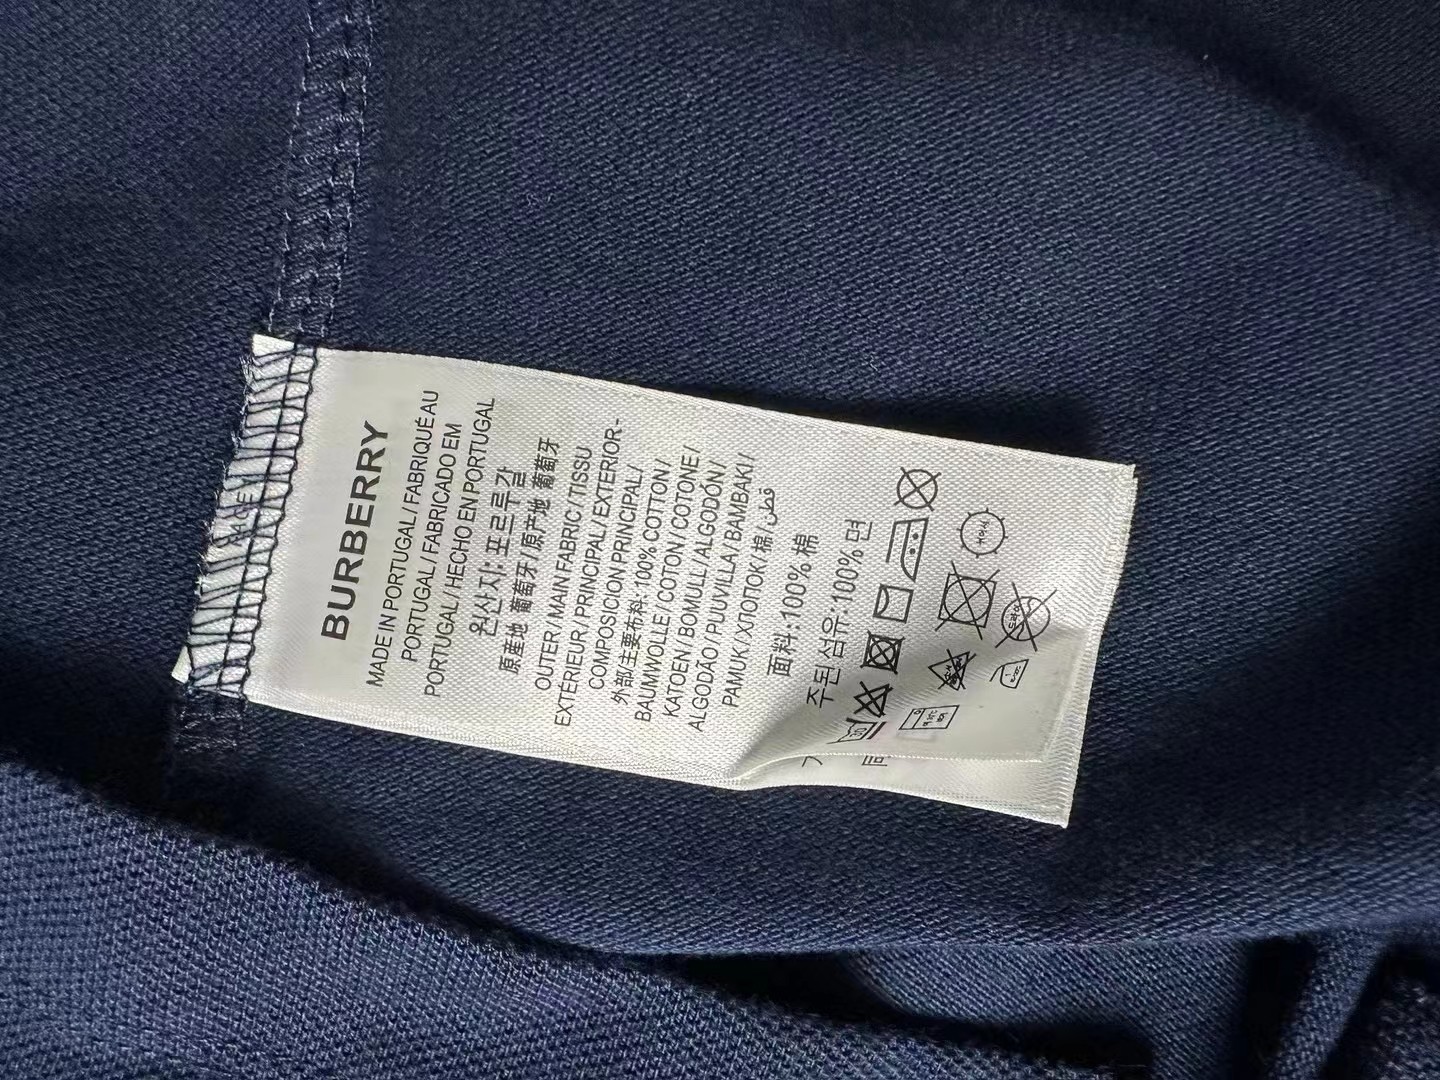 BURBERRY
MADE IN PORTUGAL / FABRIQUÉ AU
PORTUGAL / FABRICADO EM
PORTUGAL / HECHO EN PORTUGAL
원산지: 포르투갈
原産地 葡萄牙 / 原产地 葡萄牙
OUTER / MAIN FABRIC / TISSU
EXTÉRIEUR / PRINCIPAL / EXTERIOR-
COMPOSICIÓN PRINCIPAL /
外部/主要布料: 100% COTTON /
BAUMWOLLE / COTON / COTONE /
KATOEN / BOMULL / ALGODÓN /
ALGODÃO / PUUVILLA / BAMBAKI /
PAMUK / ХЛОПОК / 棉 / قطن
面料:100% 棉
주된 섬유:100% 면
30